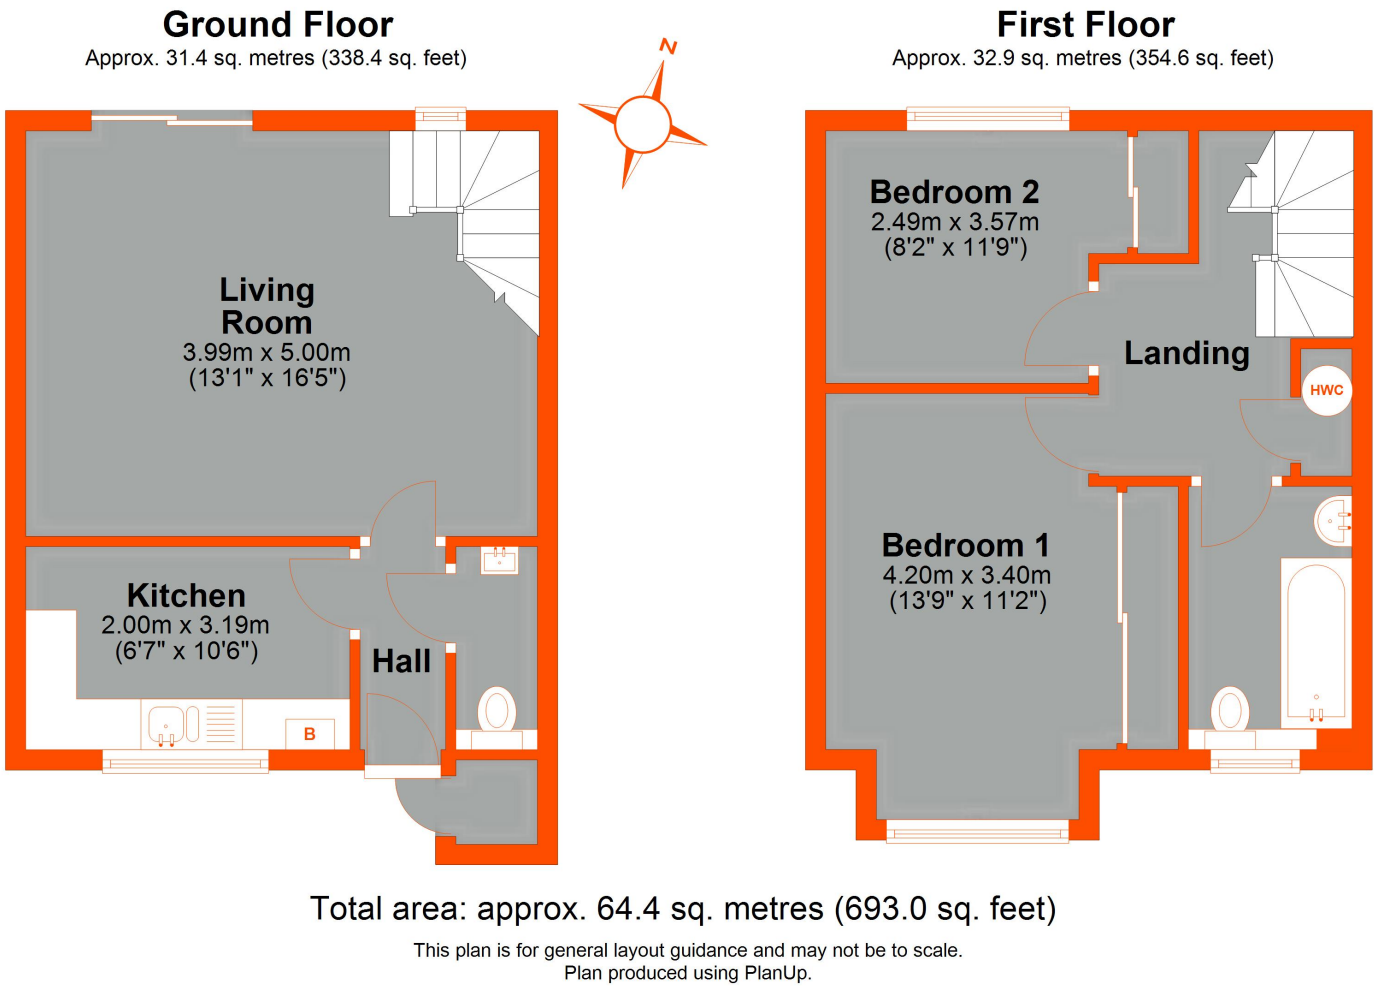 Ground Floor
Approx. 31.4 sq. metres (338.4 sq. feet)
N
First Floor
Approx. 32.9 sq. metres (354.6 sq. feet)
Living
Room
3.99m x 5.00m
(13'1" x 16'5")
Kitchen
2.00m x 3.19m
(6'7" x 10'6")
Hall
B
Bedroom 2
2.49m x 3.57m
(8'2" x 11'9")
Landing
HWC
Bedroom 1
4.20m x 3.40m
(13'9" x 11'2")
Total area: approx. 64.4 sq. metres (693.0 sq. feet)
This plan is for general layout guidance and may not be to scale.
Plan produced using PlanUp.